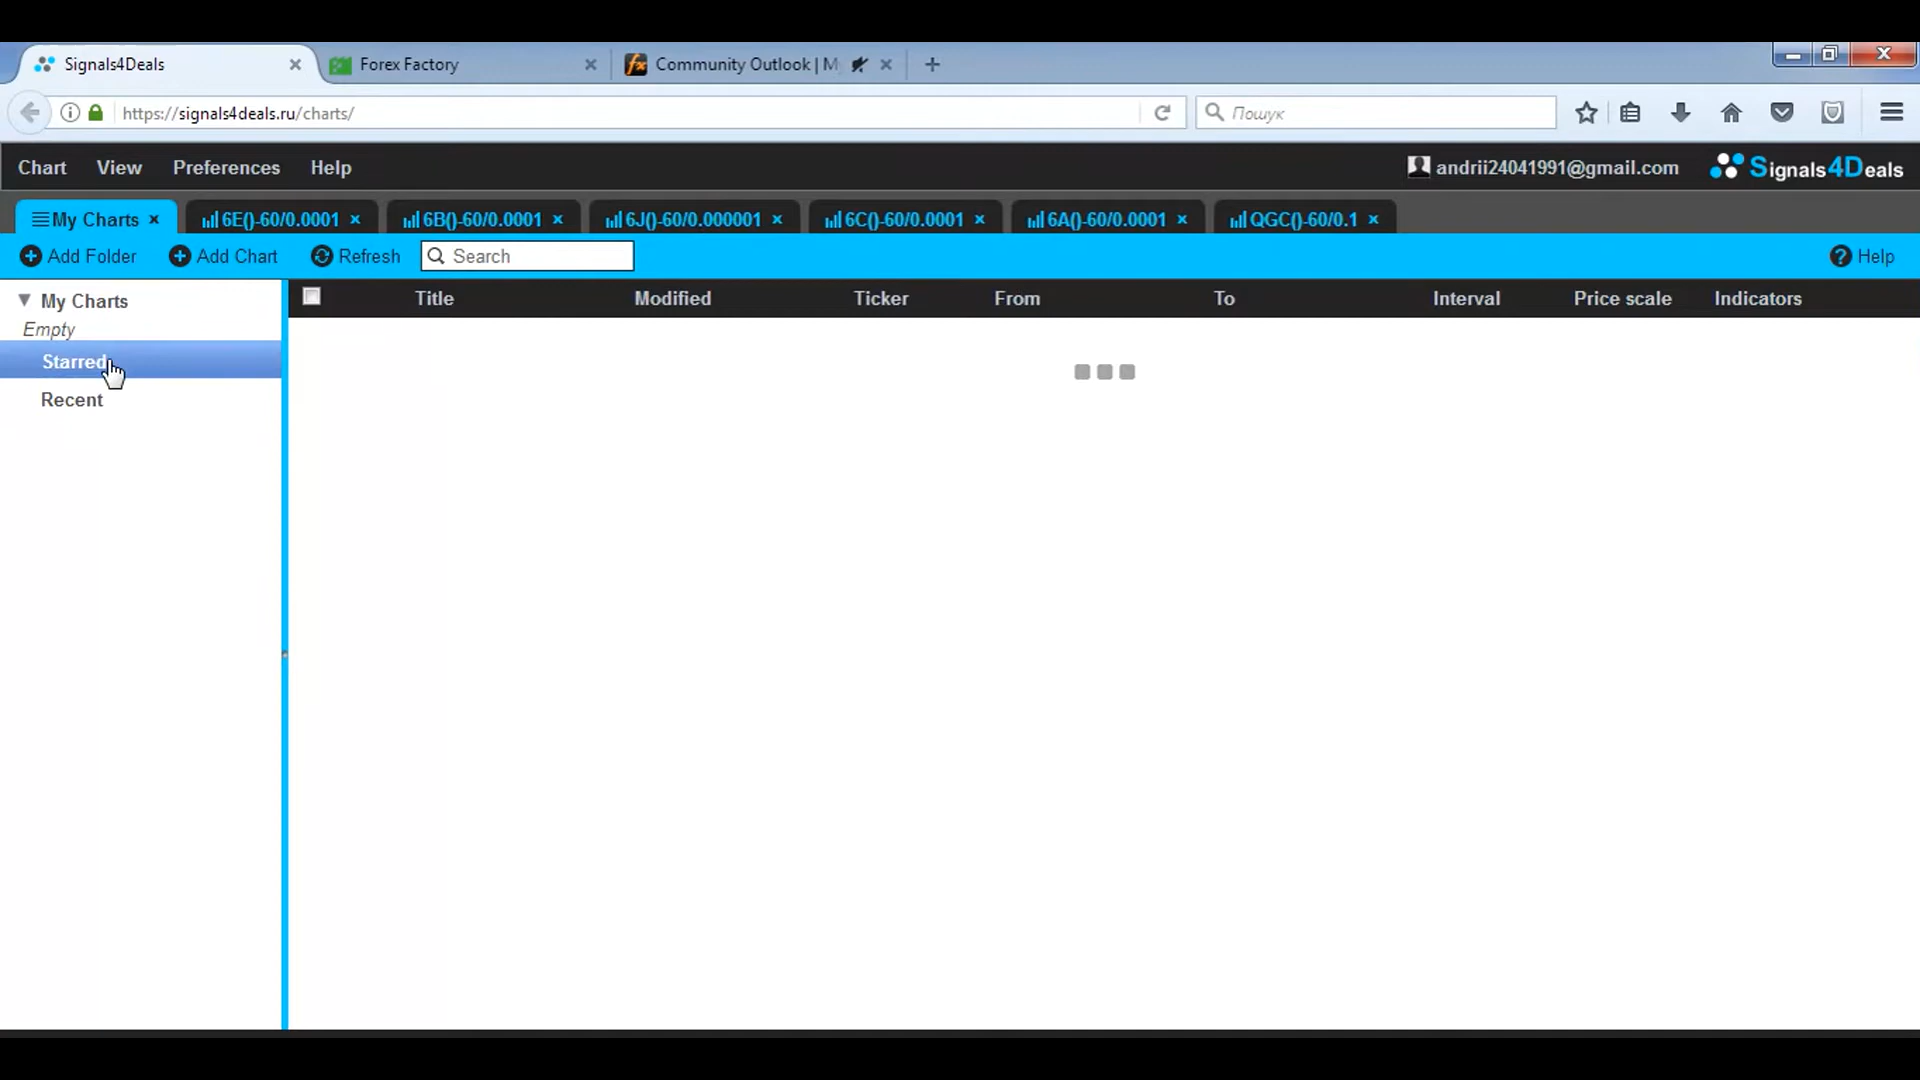 Signals4Deals
Forex Factory
Community Outlook | M
https://signals4deals.ru/charts/
Пошук
Chart View Preferences Help
andrii24041991@gmail.com
Signals4Deals
My Charts
6E()-60/0.0001
6B()-60/0.0001
6J()-60/0.000001
6C()-60/0.0001
6A()-60/0.0001
QGC()-60/0.1
Add Folder
Add Chart
Refresh
Search
Help
My Charts
Empty
Starred
Recent
Title Modified Ticker From To Interval Price scale Indicators